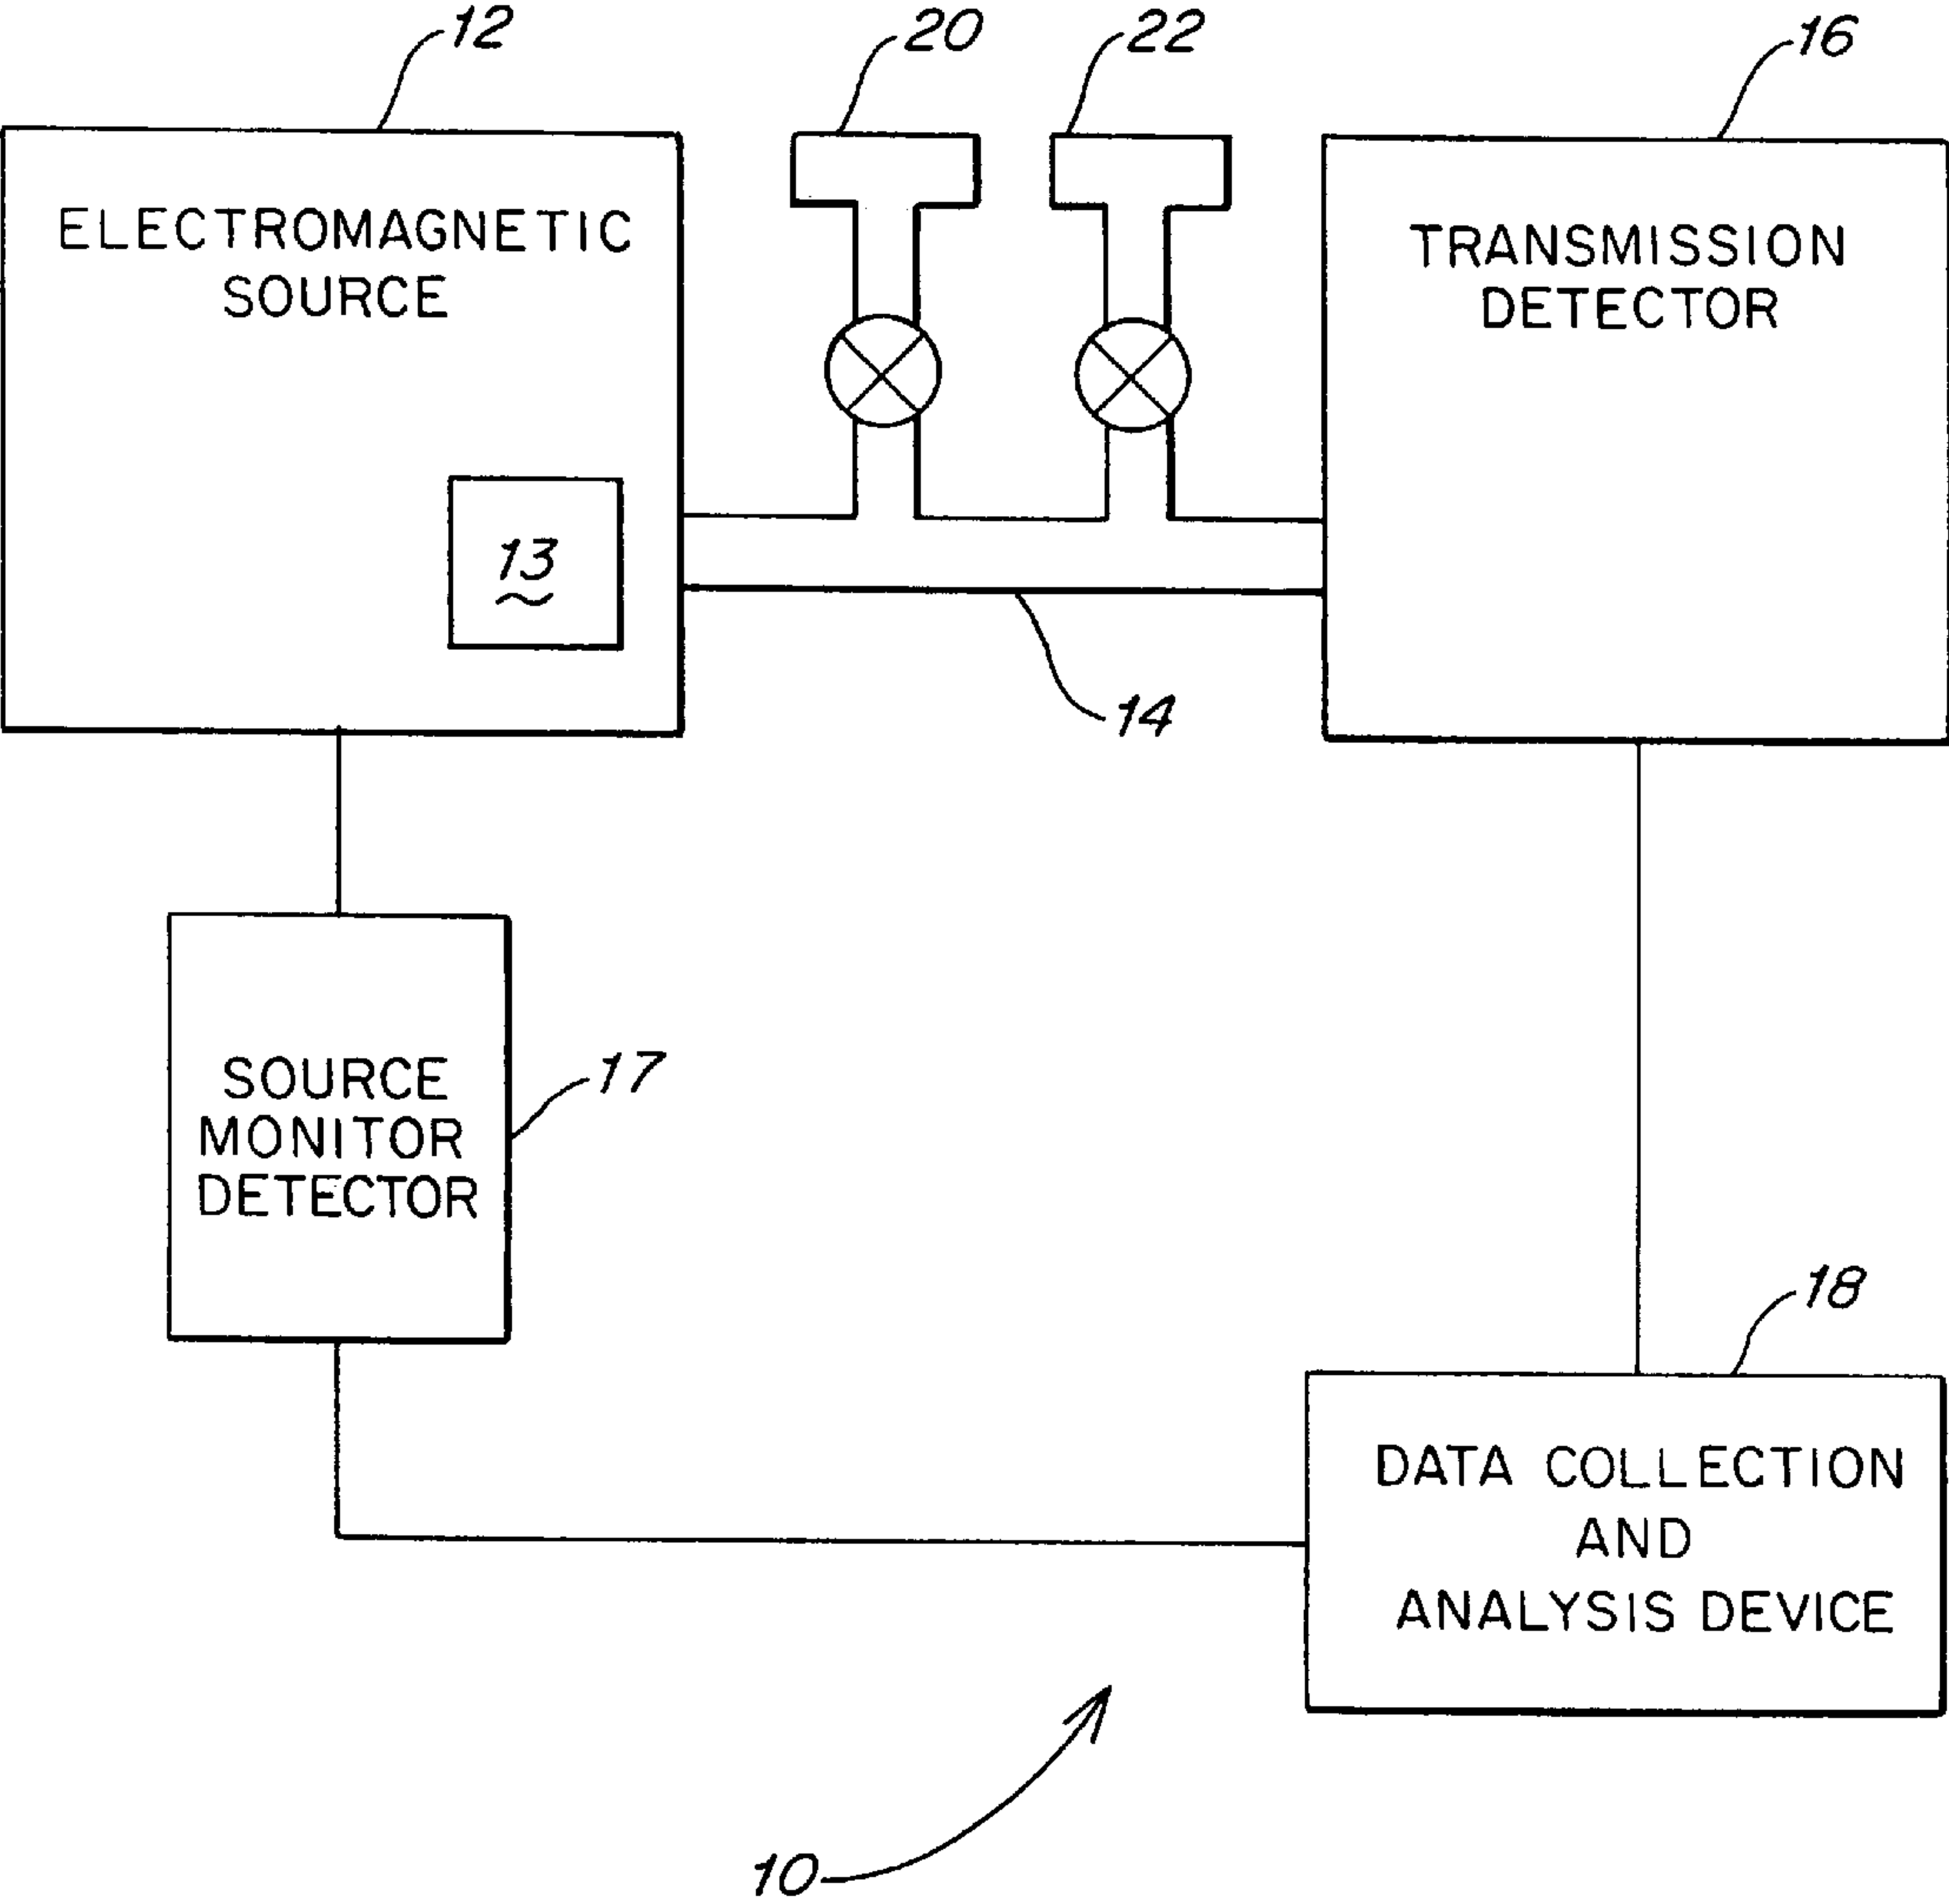 12
20
22
16
ELECTROMAGNETIC
SOURCE
TRANSMISSION
DETECTOR
13
14
SOURCE
MONITOR
DETECTOR
17
18
DATA COLLECTION
AND
ANALYSIS DEVICE
10